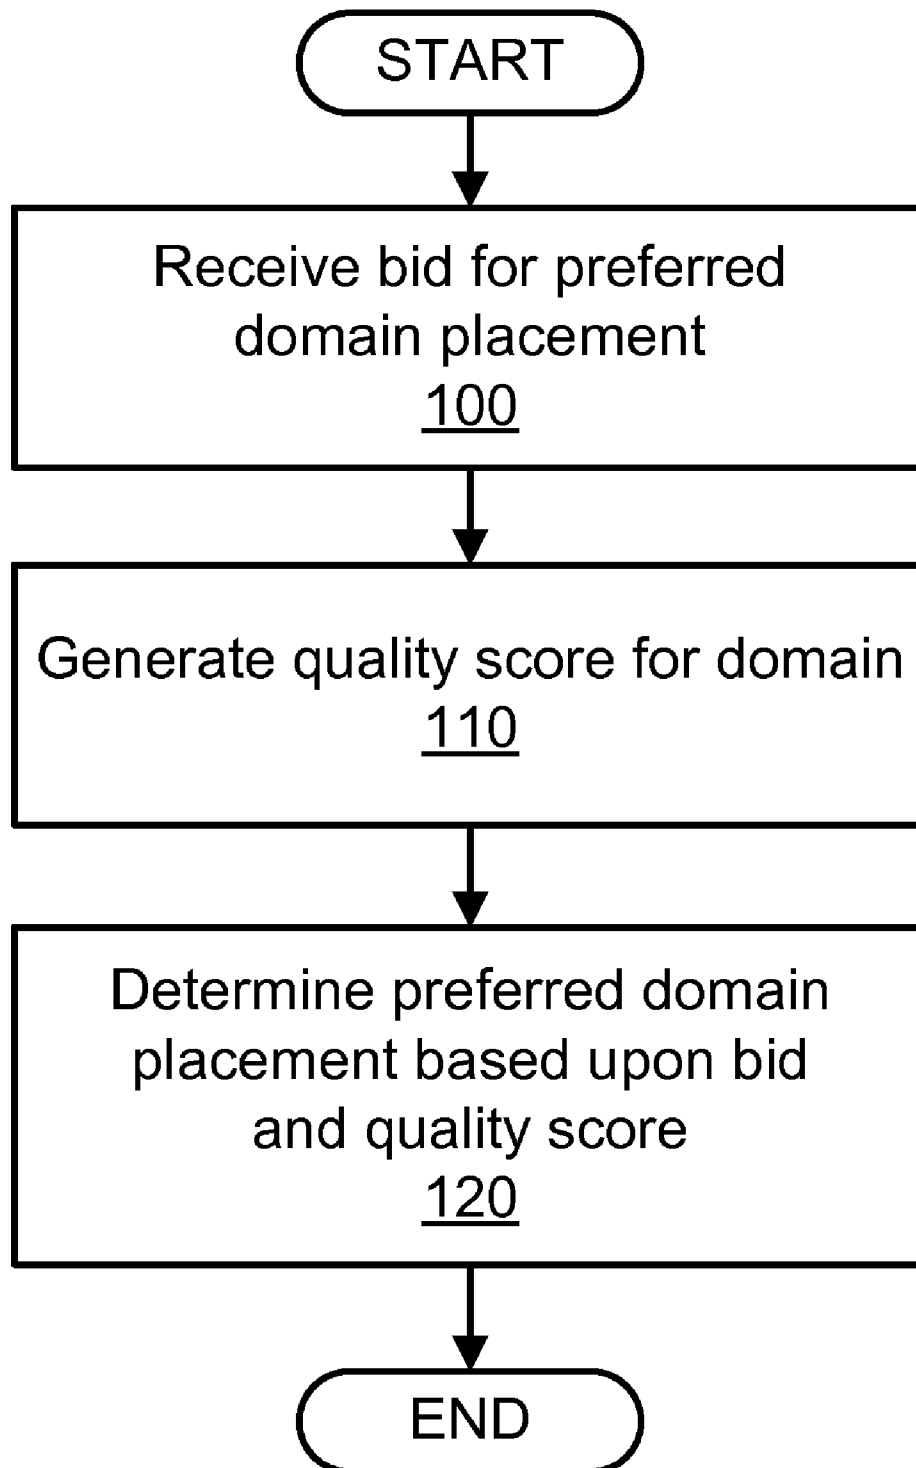 START
Receive bid for preferred
domain placement
100
Generate quality score for domain
110
Determine preferred domain
placement based upon bid
and quality score
120
END